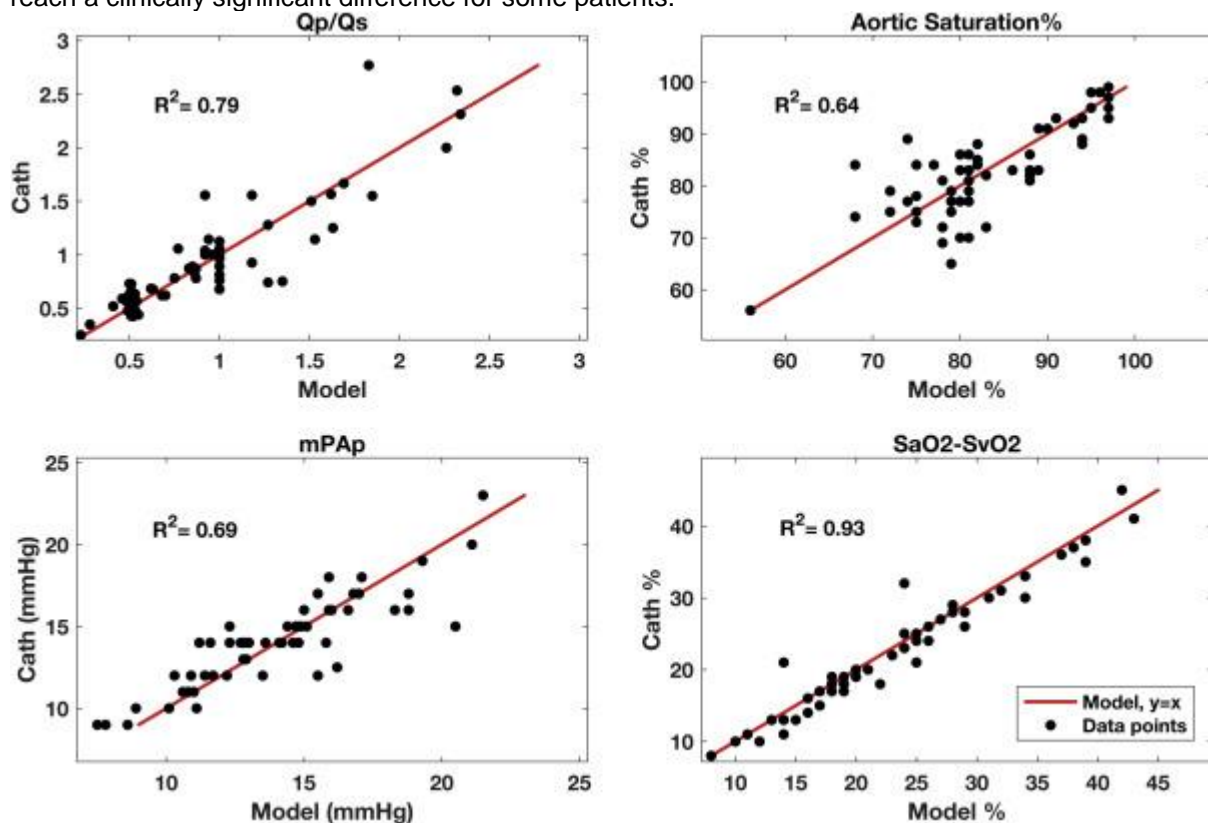 reach a clinically significant difference for some patients.
Qp/Qs
3
2.5
2
1.5
1
0.5
Cath
R2= 0.79
0.5 1 1.5 2 2.5 3
Model
Aortic Saturation%
100
90
80
70
60
Cath %
R2= 0.64
60 70 80 90 100
Model %
mPAp
25
20
15
10
Cath (mmHg)
R2= 0.69
10 15 20 25
Model (mmHg)
SaO2-SvO2
40
30
20
10
Cath %
R2= 0.93
Model, y=x
Data points
10 15 20 25 30 35 40 45
Model %